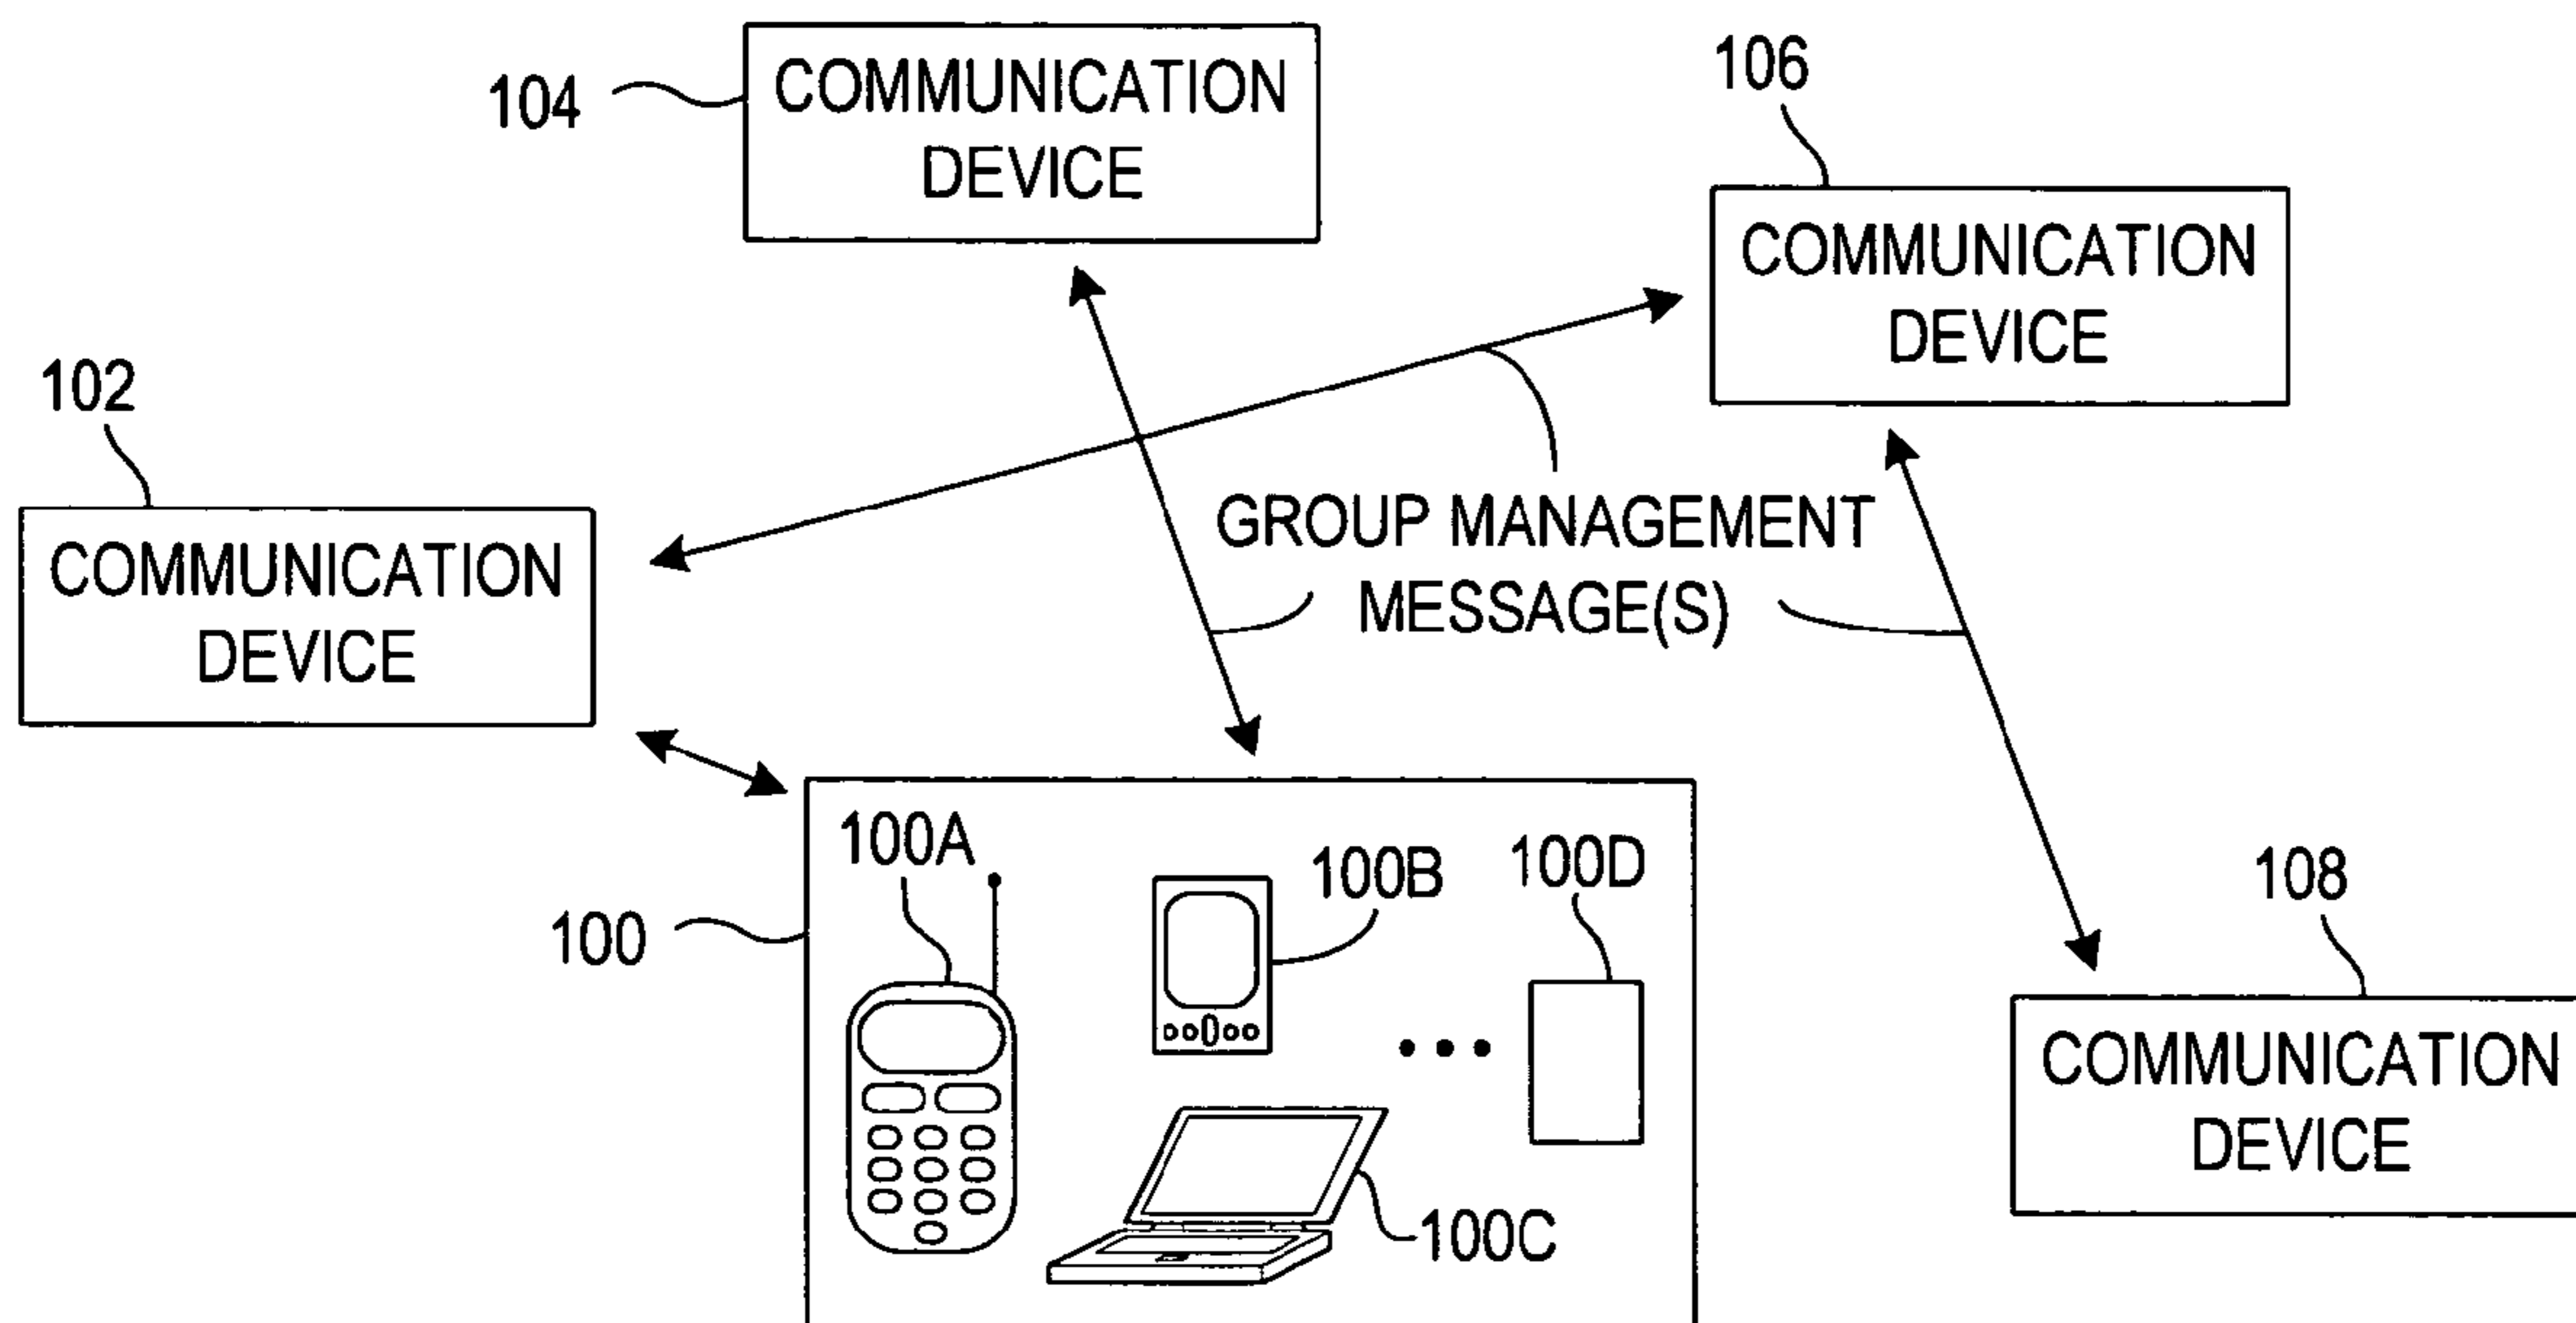 104
COMMUNICATION
DEVICE
106
COMMUNICATION
DEVICE
102
COMMUNICATION
DEVICE
GROUP MANAGEMENT
MESSAGE(S)
100
100A
100B
100D
100C
108
COMMUNICATION
DEVICE